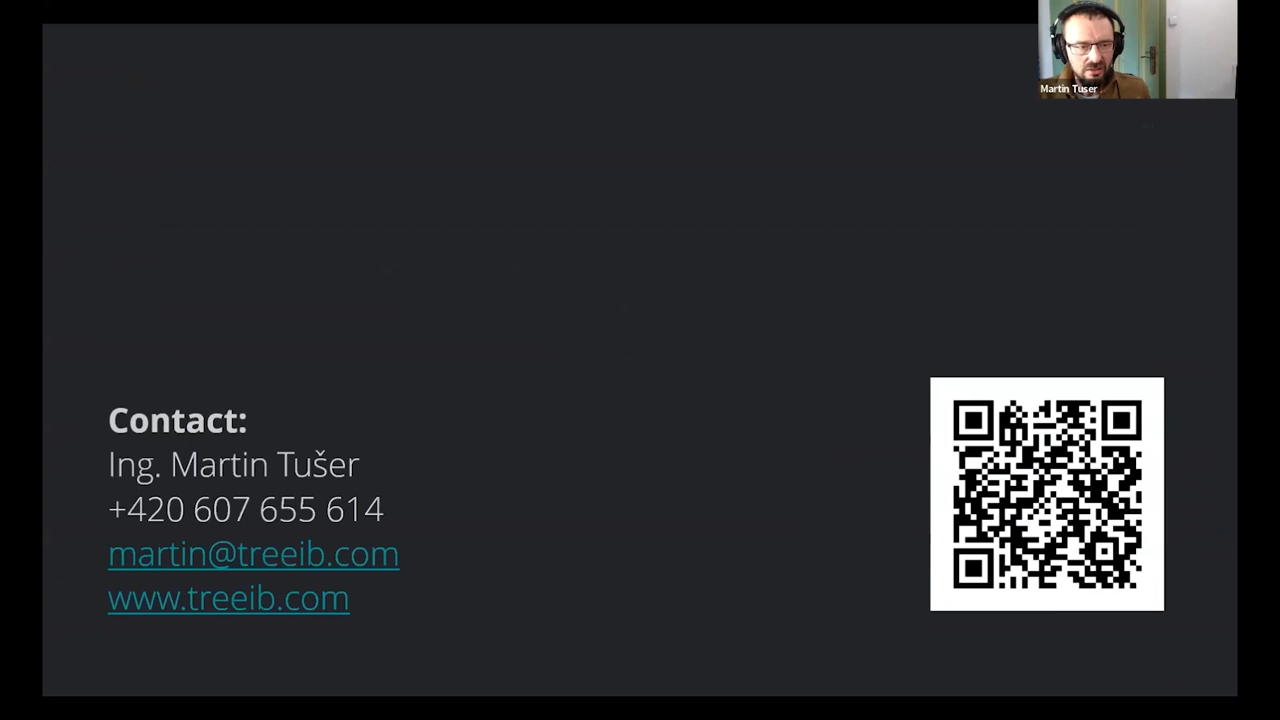 Martin Tuser
Contact:
Ing. Martin Tušer
+420 607 655 614
martin@treeib.com
www.treeib.com